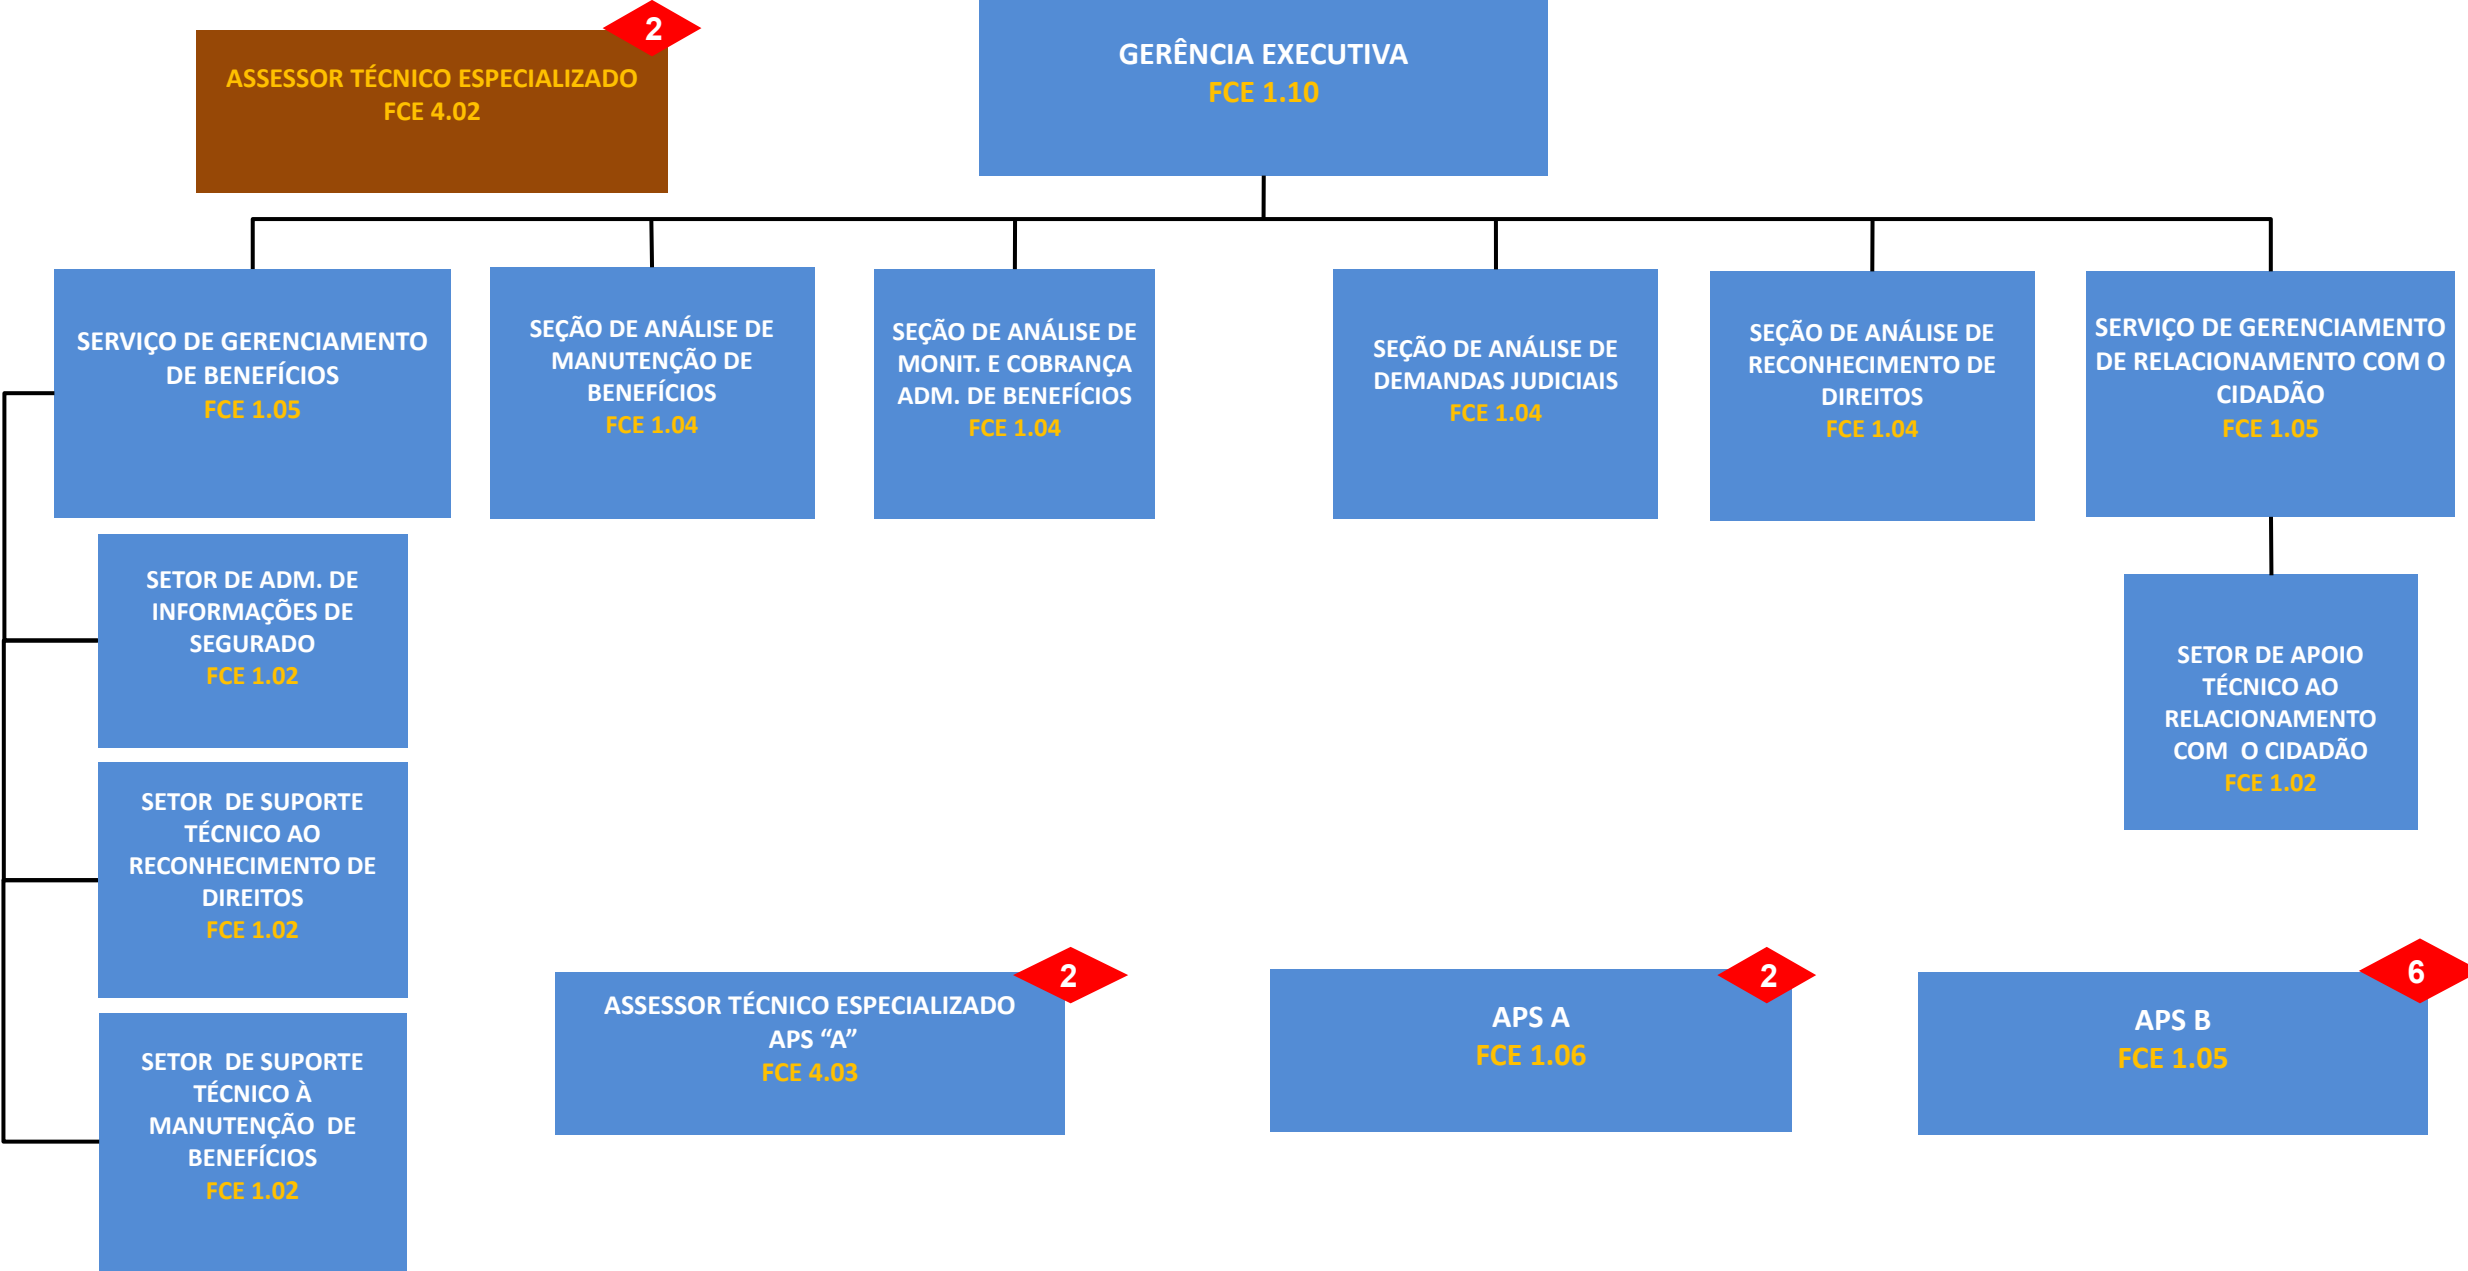 2
ASSESSOR TÉCNICO ESPECIALIZADO
FCE 4.02
GERÊNCIA EXECUTIVA
FCE 1.10
SERVIÇO DE GERENCIAMENTO
DE BENEFÍCIOS
FCE 1.05
SEÇÃO DE ANÁLISE DE
MANUTENÇÃO DE
BENEFÍCIOS
FCE 1.04
SEÇÃO DE ANÁLISE DE
MONIT. E COBRANÇA
ADM. DE BENEFÍCIOS
FCE 1.04
SEÇÃO DE ANÁLISE DE
DEMANDAS JUDICIAIS
FCE 1.04
SEÇÃO DE ANÁLISE DE
RECONHECIMENTO DE
DIREITOS
FCE 1.04
SERVIÇO DE GERENCIAMENTO
DE RELACIONAMENTO COM O
CIDADÃO
FCE 1.05
SETOR DE ADM. DE
INFORMAÇÕES DE
SEGURADO
FCE 1.02
SETOR DE APOIO
TÉCNICO AO
RELACIONAMENTO
COM O CIDADÃO
FCE 1.02
SETOR DE SUPORTE
TÉCNICO AO
RECONHECIMENTO DE
DIREITOS
FCE 1.02
SETOR DE SUPORTE
TÉCNICO À
MANUTENÇÃO DE
BENEFÍCIOS
FCE 1.02
2
ASSESSOR TÉCNICO ESPECIALIZADO
APS “A”
FCE 4.03
2
APS A
FCE 1.06
6
APS B
FCE 1.05